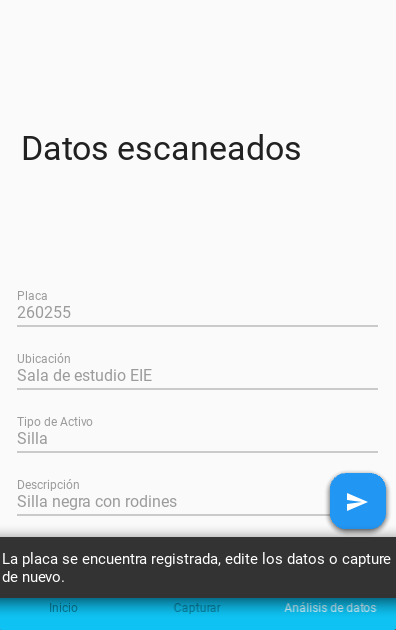 Datos escaneados
Placa
260255
Ubicación
Sala de estudio EIE
Tipo de Activo
Silla
Descripción
Silla negra con rodines
La placa se encuentra registrada, edite los datos o capture
de nuevo.
Inicio Capturar Análisis de datos